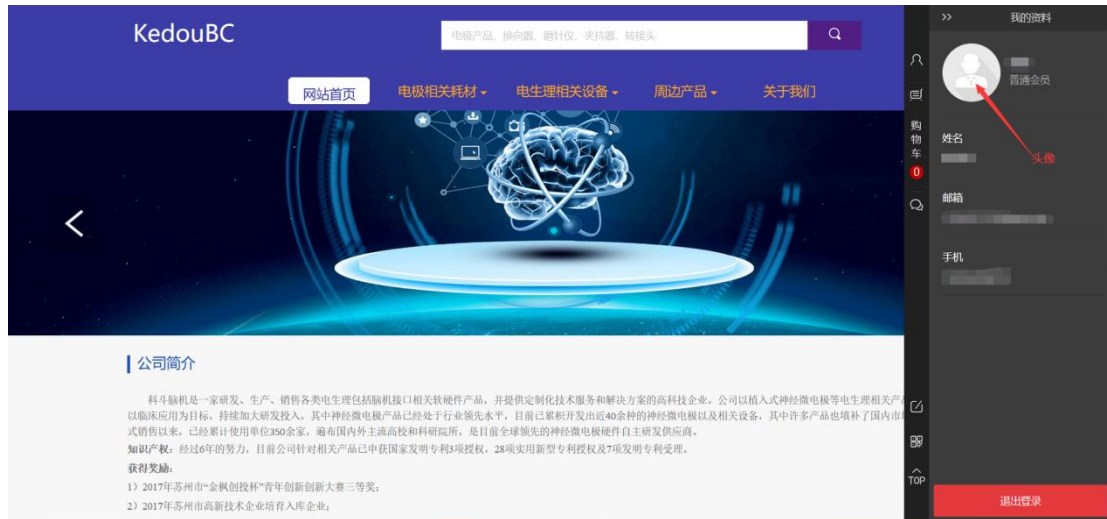 KedouBC
电极产品、换向器、磨针仪、夹持器、转接头
网站首页
电极相关耗材
电生理相关设备
周边产品
关于我们
公司简介
科斗脑机是一家研发、生产、销售各类电生理包括脑机接口相关软硬件产品，并提供定制化技术服务和解决方案的高科技企业。公司以植入式神经微电极等电生理相关产
以临床应用为目标，持续加大研发投入，其中神经微电极产品已经处于行业领先水平，目前已累积开发出近40余种的神经微电极以及相关设备，其中许多产品也填补了国内市
式销售以来，已经累计使用单位350余家，遍布国内外主流高校和科研院所，是目前全球领先的神经微电极硬件自主研发供应商。
知识产权：经过6年的努力，目前公司针对相关产品已申获国家发明专利3项授权，28项实用新型专利授权及7项发明专利受理。
获得奖励：
1）2017年苏州市“金枫创投杯”青年创新创新大赛三等奖；
2）2017年苏州市高新技术企业培育入库企业；
购物车
0
TOP
>>
我的资料
普通会员
头像
姓名
邮箱
手机
退出登录